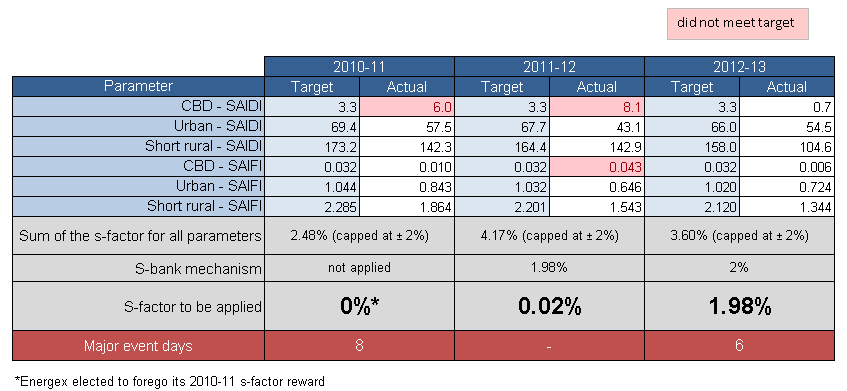 did not meet target
2010-11 2011-12 2012-13
Parameter Target Actual Target Actual Target Actual
CBD - SAIDI 3.3 6.0 3.3 8.1 3.3 0.7
Urban - SAIDI 69.4 57.5 67.7 43.1 66.0 54.5
Short rural - SAIDI 173.2 142.3 164.4 142.9 158.0 104.6
CBD - SAIFI 0.032 0.010 0.032 0.043 0.032 0.006
Urban - SAIFI 1.044 0.843 1.032 0.646 1.020 0.724
Short rural - SAIFI 2.285 1.864 2.201 1.543 2.120 1.344
Sum of the s-factor for all parameters 2.48% (capped at ± 2%) 4.17% (capped at ± 2%) 3.60% (capped at ± 2%)
S-bank mechanism not applied 1.98% 2%
S-factor to be applied 0%* 0.02% 1.98%
Major event days 8 - 6
*Energex elected to forego its 2010-11 s-factor reward